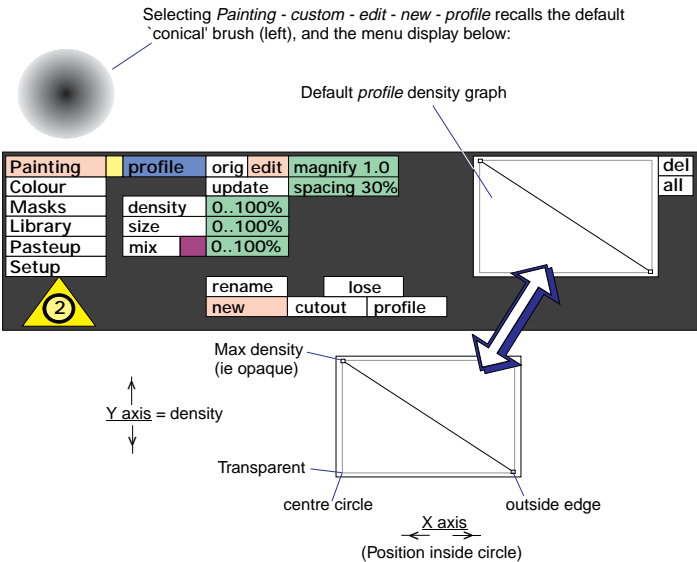 Selecting Painting - custom - edit - new - profile recalls the default
`conical' brush (left), and the menu display below:
Default profile density graph
Painting profile orig edit magnify 1.0 del
Colour update spacing 30% all
Masks density 0..100%
Library size 0..100%
Pasteup mix 0..100%
Setup
rename lose
2 new cutout profile
Max density
(ie opaque)
Y axis = density
Transparent
centre circle outside edge
X axis
(Position inside circle)